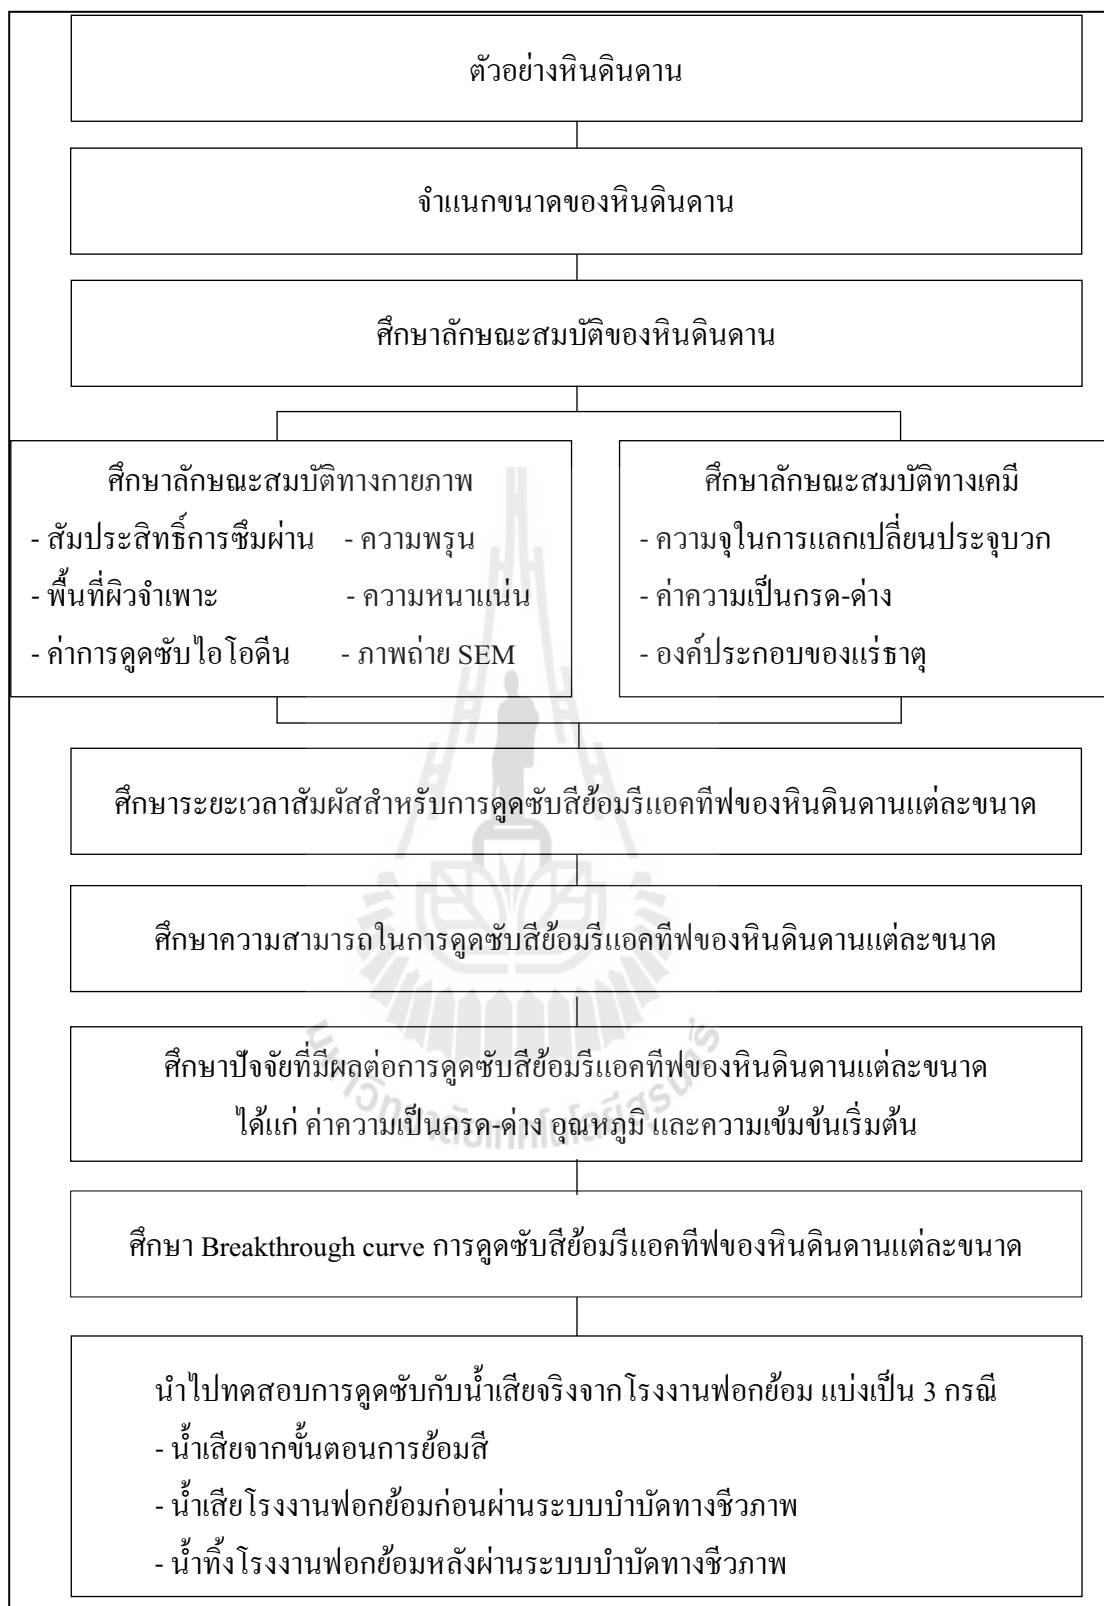 ตัวอย่างหินดินดาน
จำแนกขนาดของหินดินดาน
ศึกษาลักษณะสมบัติของหินดินดาน
ศึกษาลักษณะสมบัติทางกายภาพ
- สัมประสิทธิ์การซึมผ่าน - ความพรุน
- พื้นที่ผิวจำเพาะ - ความหนาแน่น
- ค่าการดูดซับไอโอดีน - ภาพถ่าย SEM
ศึกษาลักษณะสมบัติทางเคมี
- ความจุในการแลกเปลี่ยนประจุบวก
- ค่าความเป็นกรด-ด่าง
- องค์ประกอบของแร่ธาตุ
ศึกษาระยะเวลาสัมผัสสำหรับการดูดซับสีย้อมรีแอคทีฟของหินดินดานแต่ละขนาด
ศึกษาความสามารถในการดูดซับสีย้อมรีแอคทีฟของหินดินดานแต่ละขนาด
ศึกษาปัจจัยที่มีผลต่อการดูดซับสีย้อมรีแอคทีฟของหินดินดานแต่ละขนาด
ได้แก่ ค่าความเป็นกรด-ด่าง อุณหภูมิ และความเข้มข้นเริ่มต้น
มหาวิทยาลัยเทคโนโลยีสุรนารี
ศึกษา Breakthrough curve การดูดซับสีย้อมรีแอคทีฟของหินดินดานแต่ละขนาด
นำไปทดสอบการดูดซับกับน้ำเสียจริงจากโรงงานฟอกย้อม แบ่งเป็น 3 กรณี
- น้ำเสียจากขั้นตอนการย้อมสี
- น้ำเสียโรงงานฟอกย้อมก่อนผ่านระบบบำบัดทางชีวภาพ
- น้ำทิ้งโรงงานฟอกย้อมหลังผ่านระบบบำบัดทางชีวภาพ